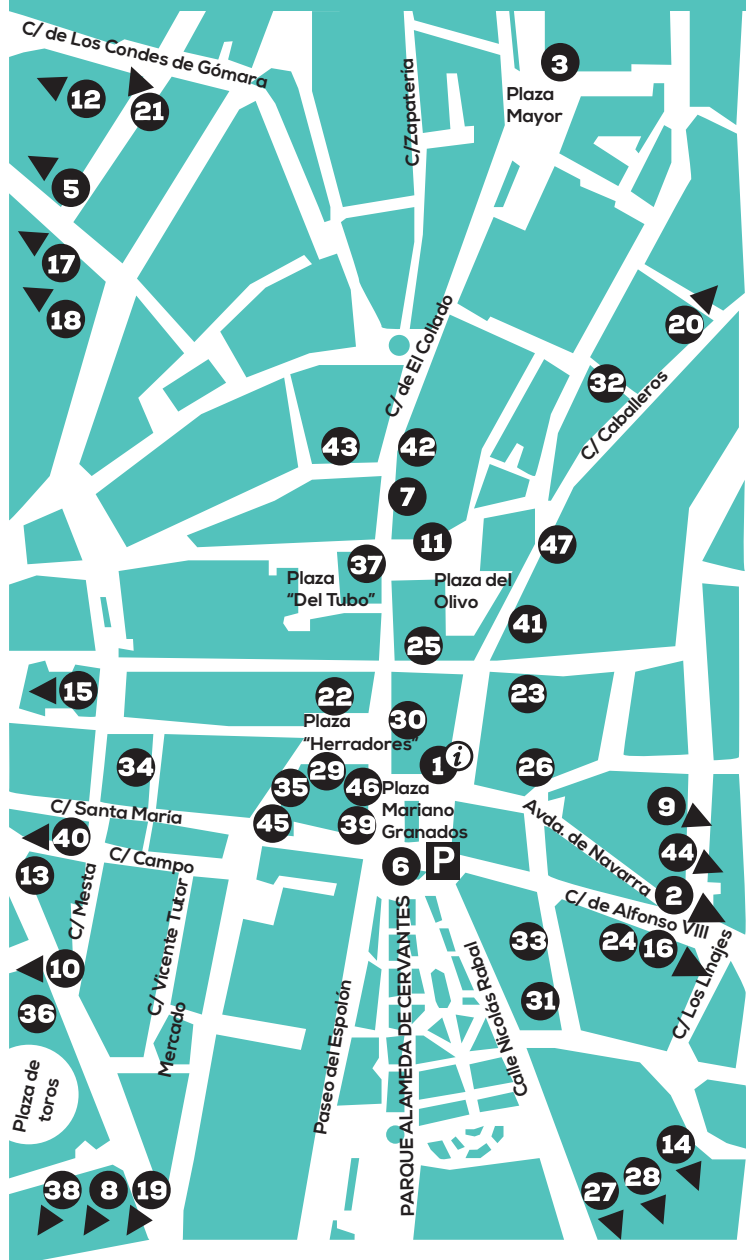 C/ de Los Condes de Gómara
3
12
21
Plaza
Mayor
C/Zapatería
5
17
18
20
C/ de El Collado
32
C/ Caballeros
43
42
7
11
47
37
Plaza
“Del Tubo”
Plaza del
Olivo
41
25
15
22
23
30
Plaza
“Herradores”
1
i
34
29
26
35
46
Plaza
Mariano
Granados
C/ Santa María
45
39
Avda. de Navarra
9
40
44
C/ Campo
6
P
13
2
C/ Mesta
C/ Vicente Tutor
C/ de Alfonso VIII
33
24
16
10
C/ Los Linajes
36
31
Mercado
Paseo del Espolón
PARQUE ALAMEDA DE CERVANTES
Calle Nicolás Rabal
Plaza de
toros
14
38
8
19
27
28